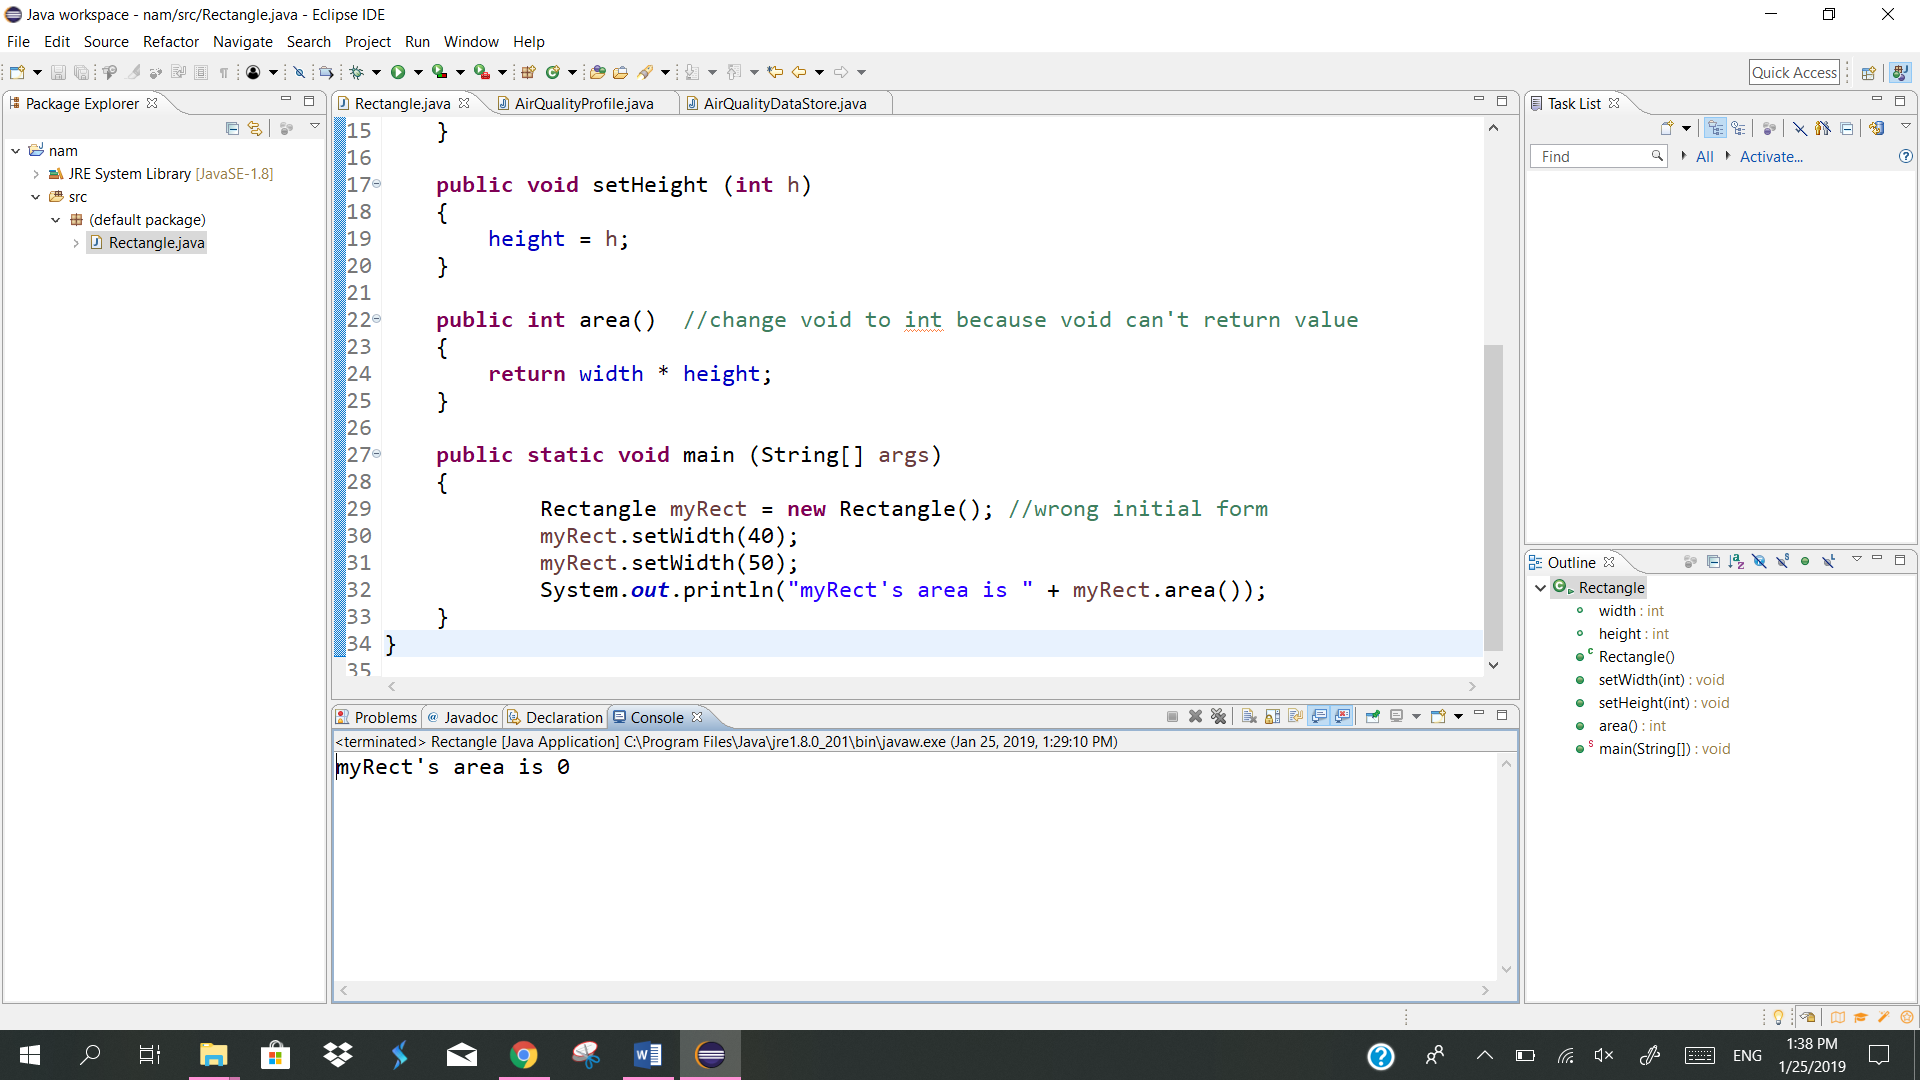 Java workspace - nam/src/Rectangle.java - Eclipse IDE
File Edit Source Refactor Navigate Search Project Run Window Help
Quick Access
Package Explorer
nam
JRE System Library [JavaSE-1.8]
src
(default package)
Rectangle.java
Rectangle.java AirQualityProfile.java AirQualityDataStore.java
15 }
16
17 public void setHeight (int h)
18 {
19 height = h;
20 }
21
22 public int area() //change void to int because void can't return value
23 {
24 return width * height;
25 }
26
27 public static void main (String[] args)
28 {
29 Rectangle myRect = new Rectangle(); //wrong initial form
30 myRect.setWidth(40);
31 myRect.setWidth(50);
32 System.out.println("myRect's area is " + myRect.area());
33 }
34 }
35
Problems Javadoc Declaration Console
<terminated> Rectangle [Java Application] C:\Program Files\Java\jre1.8.0_201\bin\javaw.exe (Jan 25, 2019, 1:29:10 PM)
myRect's area is 0
Task List
Find All Activate...
Outline
Rectangle
width : int
height : int
Rectangle()
setWidth(int) : void
setHeight(int) : void
area() : int
main(String[]) : void
ENG
1:38 PM
1/25/2019